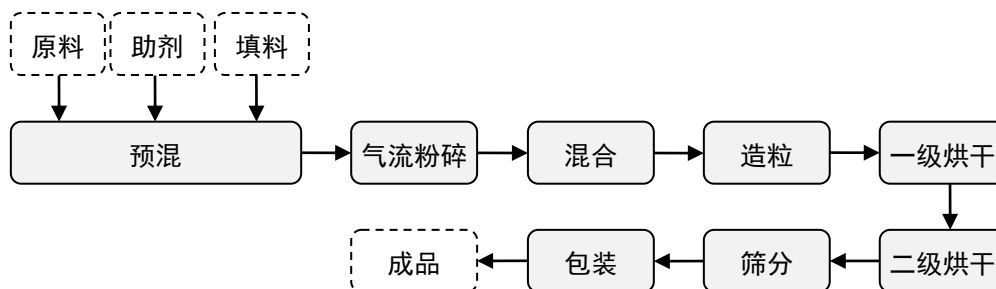 原料
助剂
填料
预混
气流粉碎
混合
造粒
一级烘干
二级烘干
筛分
包装
成品